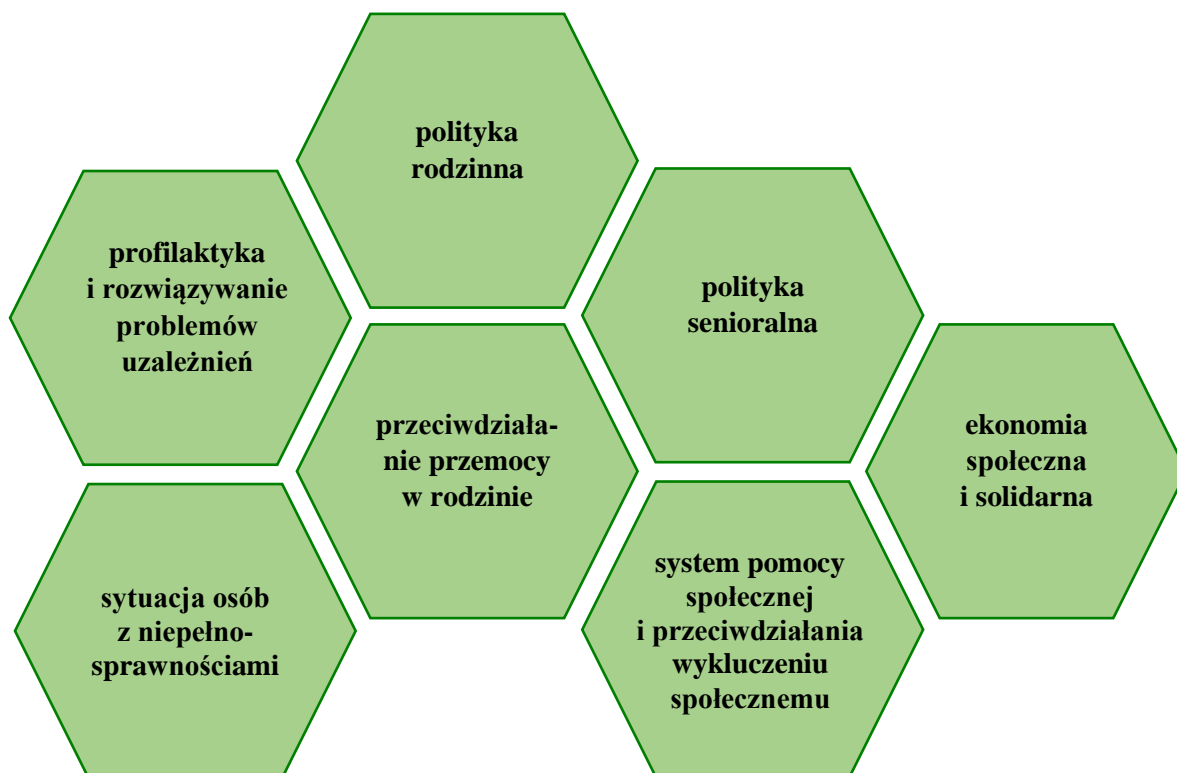 polityka
rodzinna
profilaktyka
i rozwiązywanie
problemów
uzależnień
polityka
senioralna
przeciwdziała-
nie przemocy
w rodzinie
ekonomia
społeczna
i solidarna
sytuacja osób
z niepełno-
sprawnościami
system pomocy
społecznej
i przeciwdziałania
wykluczeniu
społecznemu